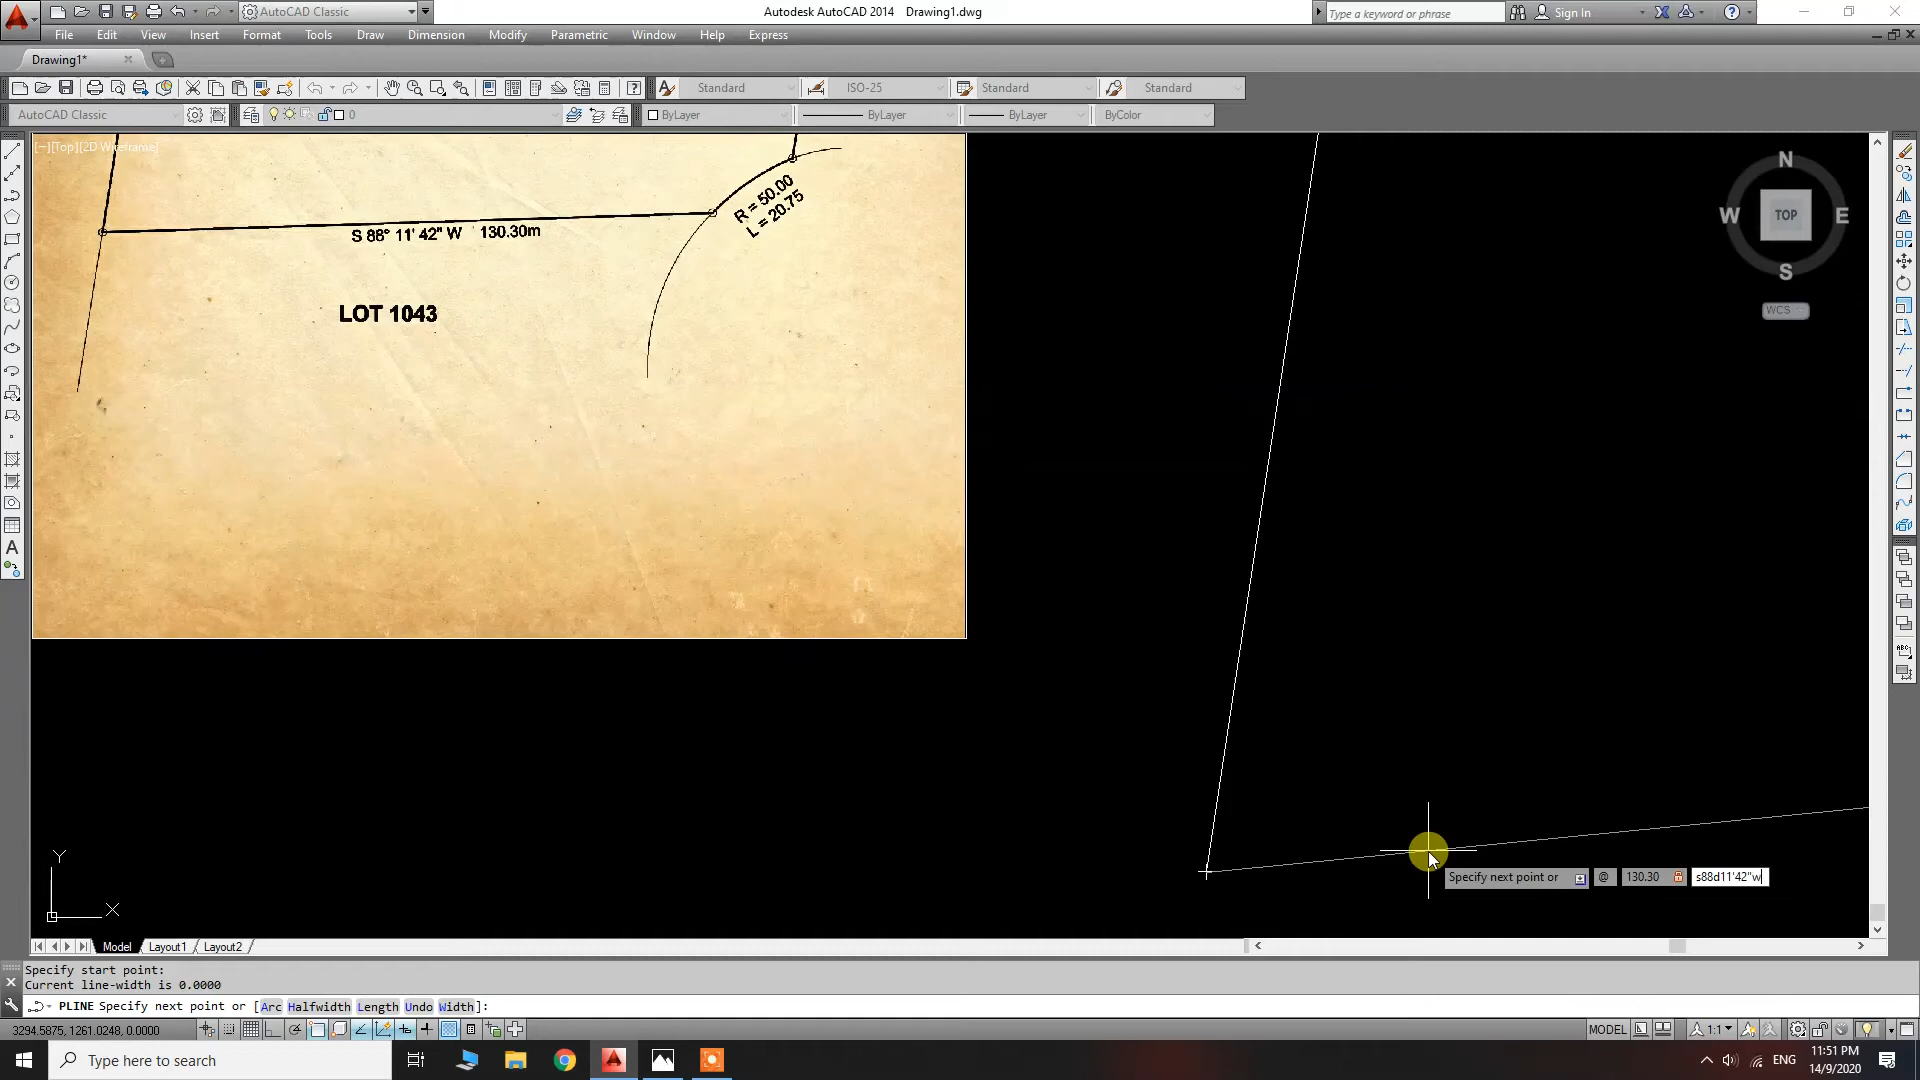 AutoCAD Classic
Autodesk AutoCAD 2014 Drawing1.dwg
Type a keyword or phrase
Sign In
File Edit View Insert Format Tools Draw Dimension Modify Parametric Window Help Express
Drawing1*
Standard ISO-25 Standard Standard
AutoCAD Classic 0 ByLayer ByLayer ByLayer ByColor
[−][Top][2D Wireframe]
N
W TOP E
S
WCS
R = 50.00
L = 20.75
S 88° 11' 42" W 130.30m
LOT 1043
Specify next point or @ 130.30 s88d11'42"w
Y
X
Model Layout1 Layout2
Specify start point:
Current line-width is 0.0000
PLINE Specify next point or [Arc Halfwidth Length Undo Width]:
3294.5875, 1261.0248, 0.0000
MODEL 1:1
Type here to search
ENG
11:51 PM
14/9/2020